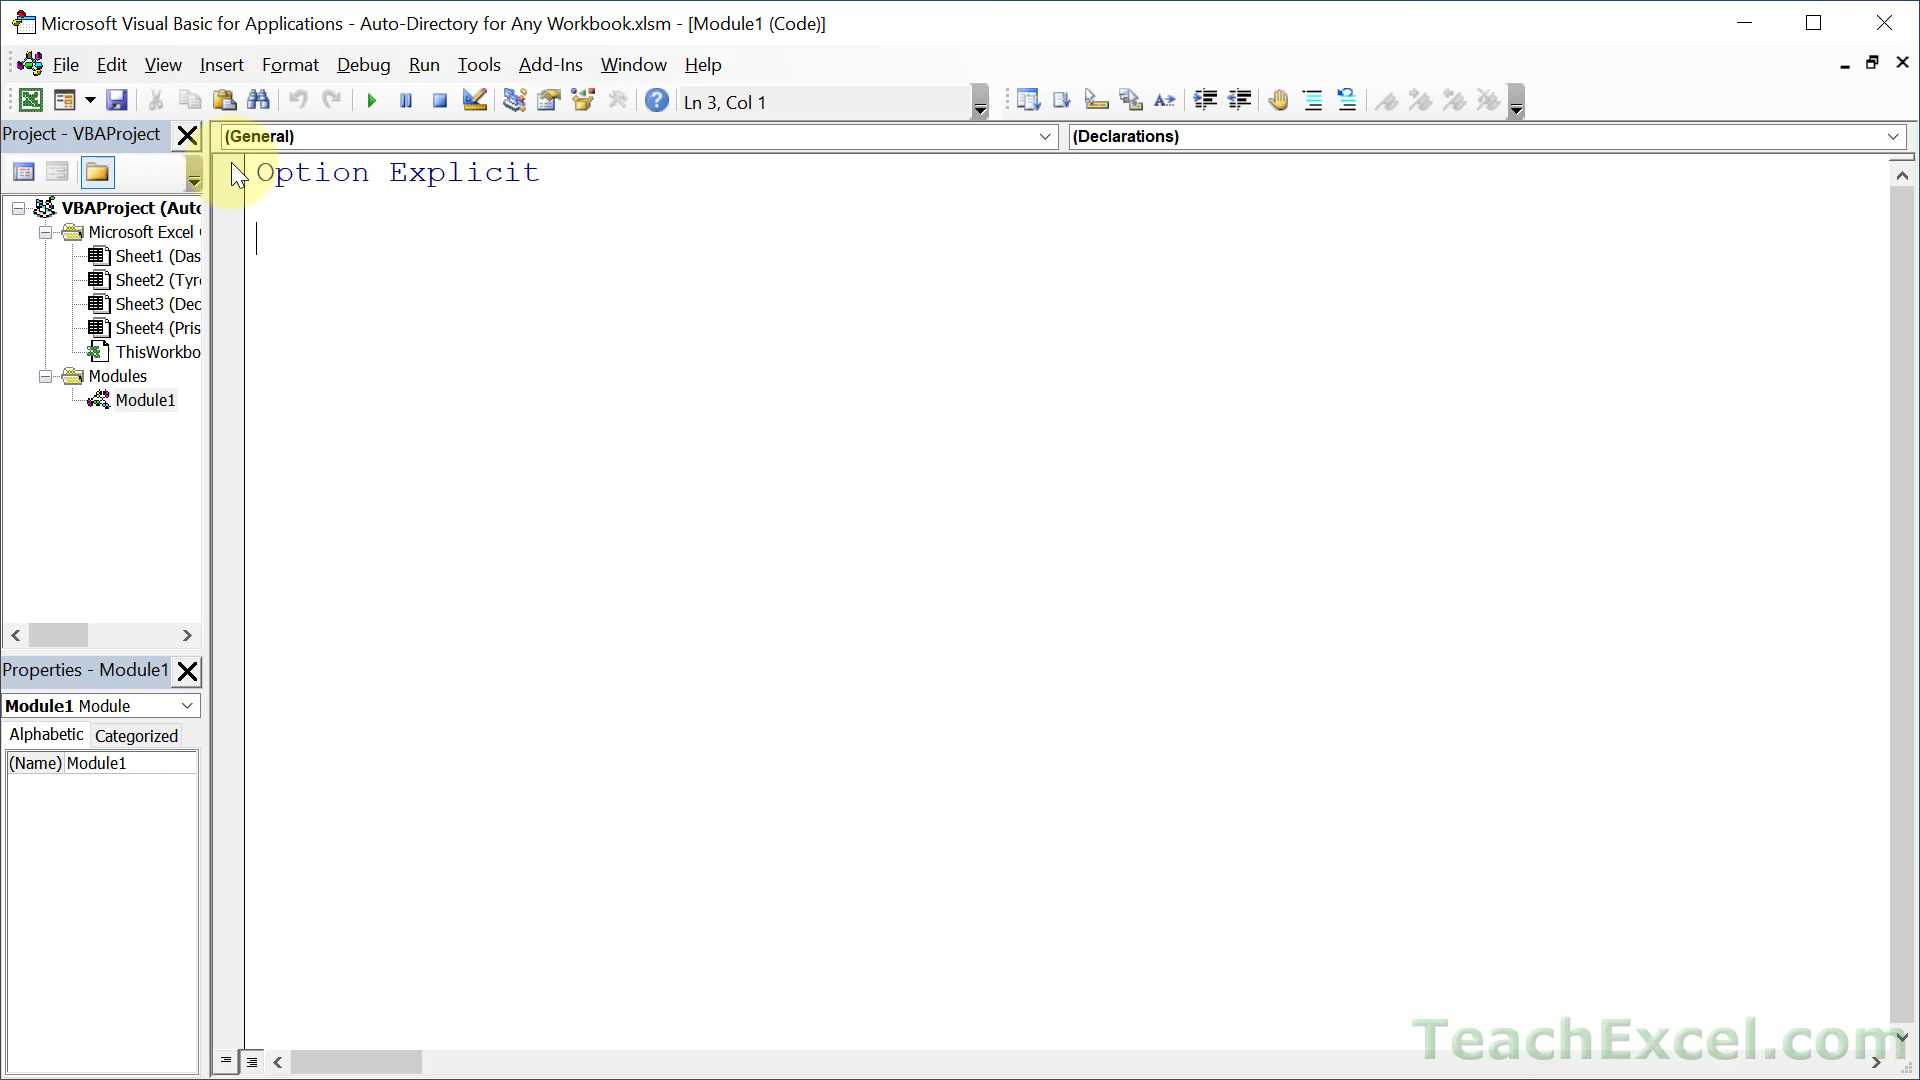 Microsoft Visual Basic for Applications - Auto-Directory for Any Workbook.xlsm - [Module1 (Code)]
File Edit View Insert Format Debug Run Tools Add-Ins Window Help
Ln 3, Col 1
Project - VBAProject
(General)
(Declarations)
Option Explicit
VBAProject (Auto
Microsoft Excel
Sheet1 (Das
Sheet2 (Tyr
Sheet3 (Dec
Sheet4 (Pris
ThisWorkbo
Modules
Module1
Properties - Module1
Module1 Module
Alphabetic Categorized
(Name) Module1
TeachExcel.com